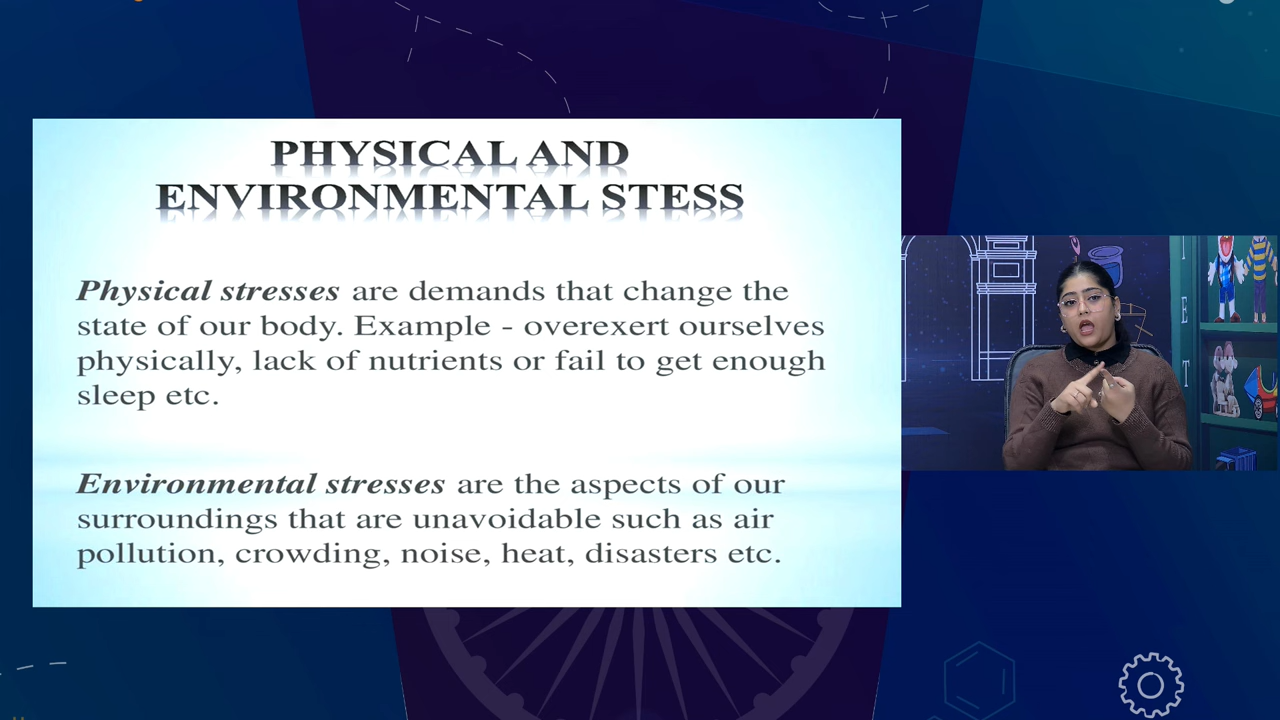 PHYSICAL AND
ENVIRONMENTAL STESS
Physical stresses are demands that change the
state of our body. Example - overexert ourselves
physically, lack of nutrients or fail to get enough
sleep etc.
Environmental stresses are the aspects of our
surroundings that are unavoidable such as air
pollution, crowding, noise, heat, disasters etc.
I
E
T